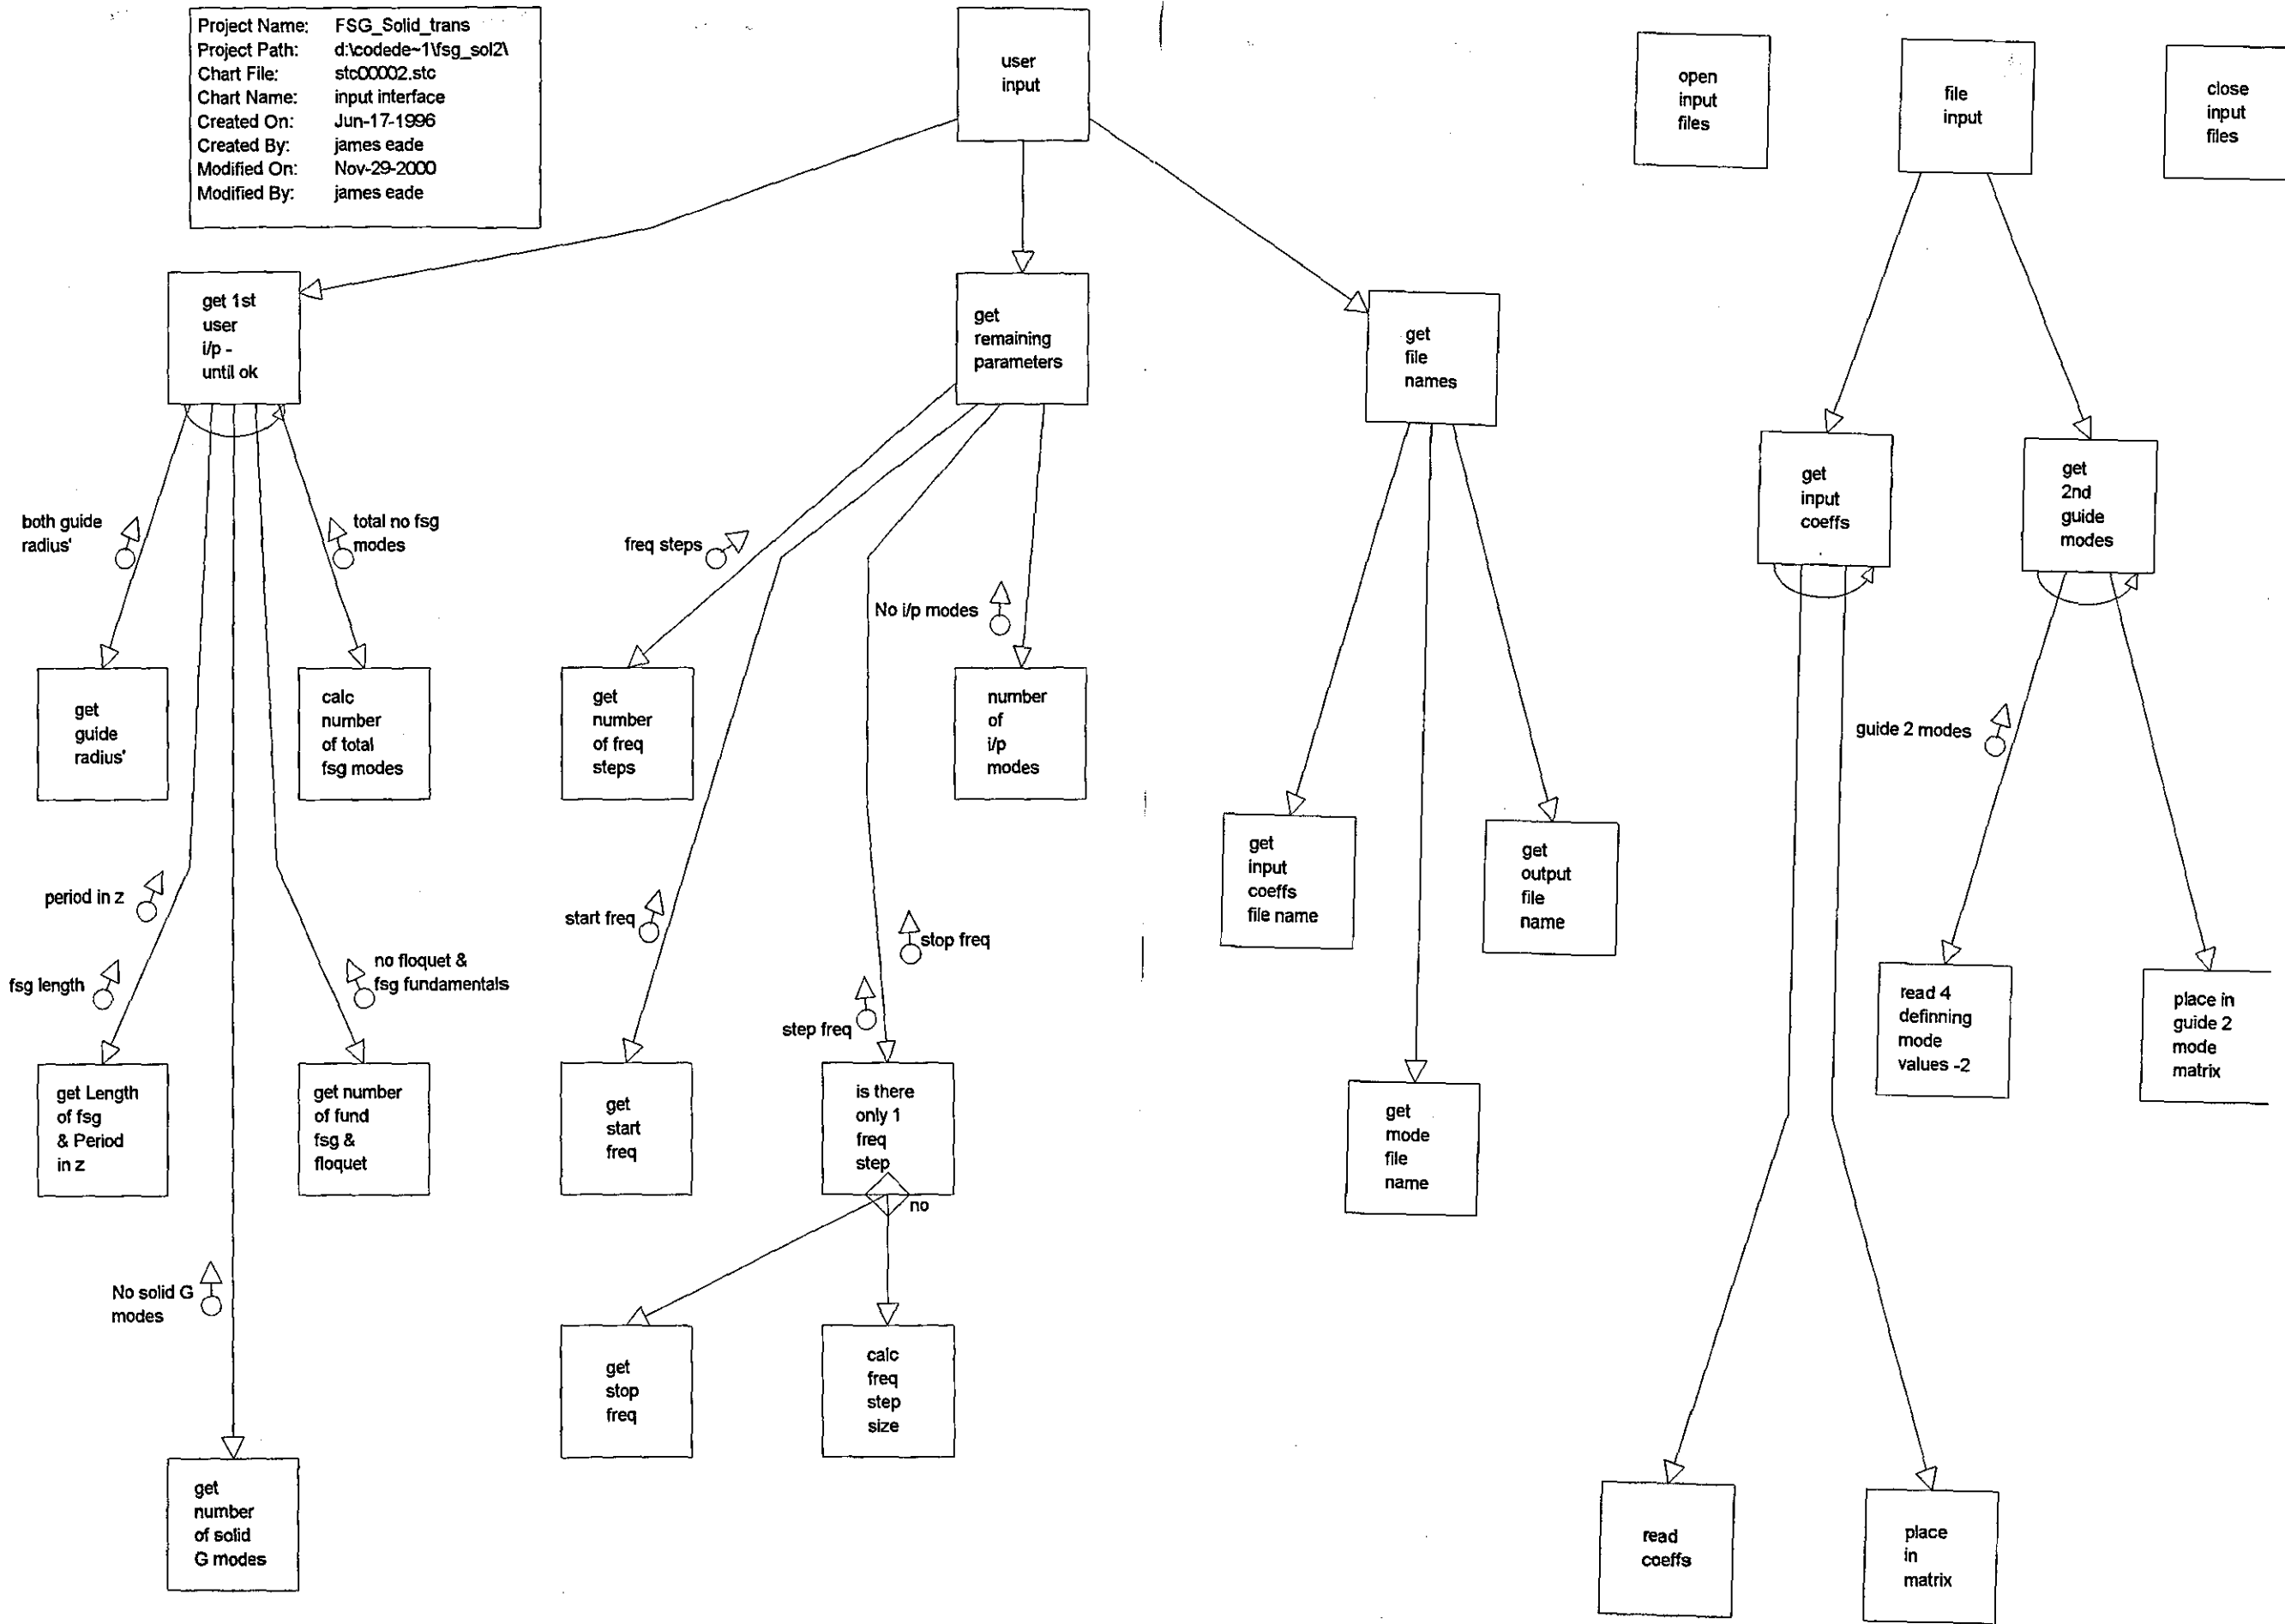 Project Name: FSG_Solid_trans
Project Path: d:\codede~1\fsg_sol2\
Chart File: stc00002.stc
Chart Name: input interface
Created On: Jun-17-1996
Created By: james eade
Modified On: Nov-29-2000
Modified By: james eade
user
input
open
input
files
file
input
close
input
files
get 1st
user
i/p -
until ok
get
remaining
parameters
get
file
names
get
input
coeffs
get
2nd
guide
modes
both guide
radius'
total no fsg
modes
freq steps
No i/p modes
get
guide
radius'
calc
number
of total
fsg modes
get
number
of freq
steps
number
of
i/p
modes
guide 2 modes
get
input
coeffs
file name
get
output
file
name
period in z
start freq
stop freq
fsg length
no floquet &
fsg fundamentals
step freq
read 4
definning
mode
values -2
place in
guide 2
mode
matrix
get Length
of fsg
& Period
in z
get number
of fund
fsg &
floquet
get
start
freq
is there
only 1
freq
step
no
get
mode
file
name
No solid G
modes
get
stop
freq
calc
freq
step
size
get
number
of solid
G modes
read
coeffs
place
in
matrix